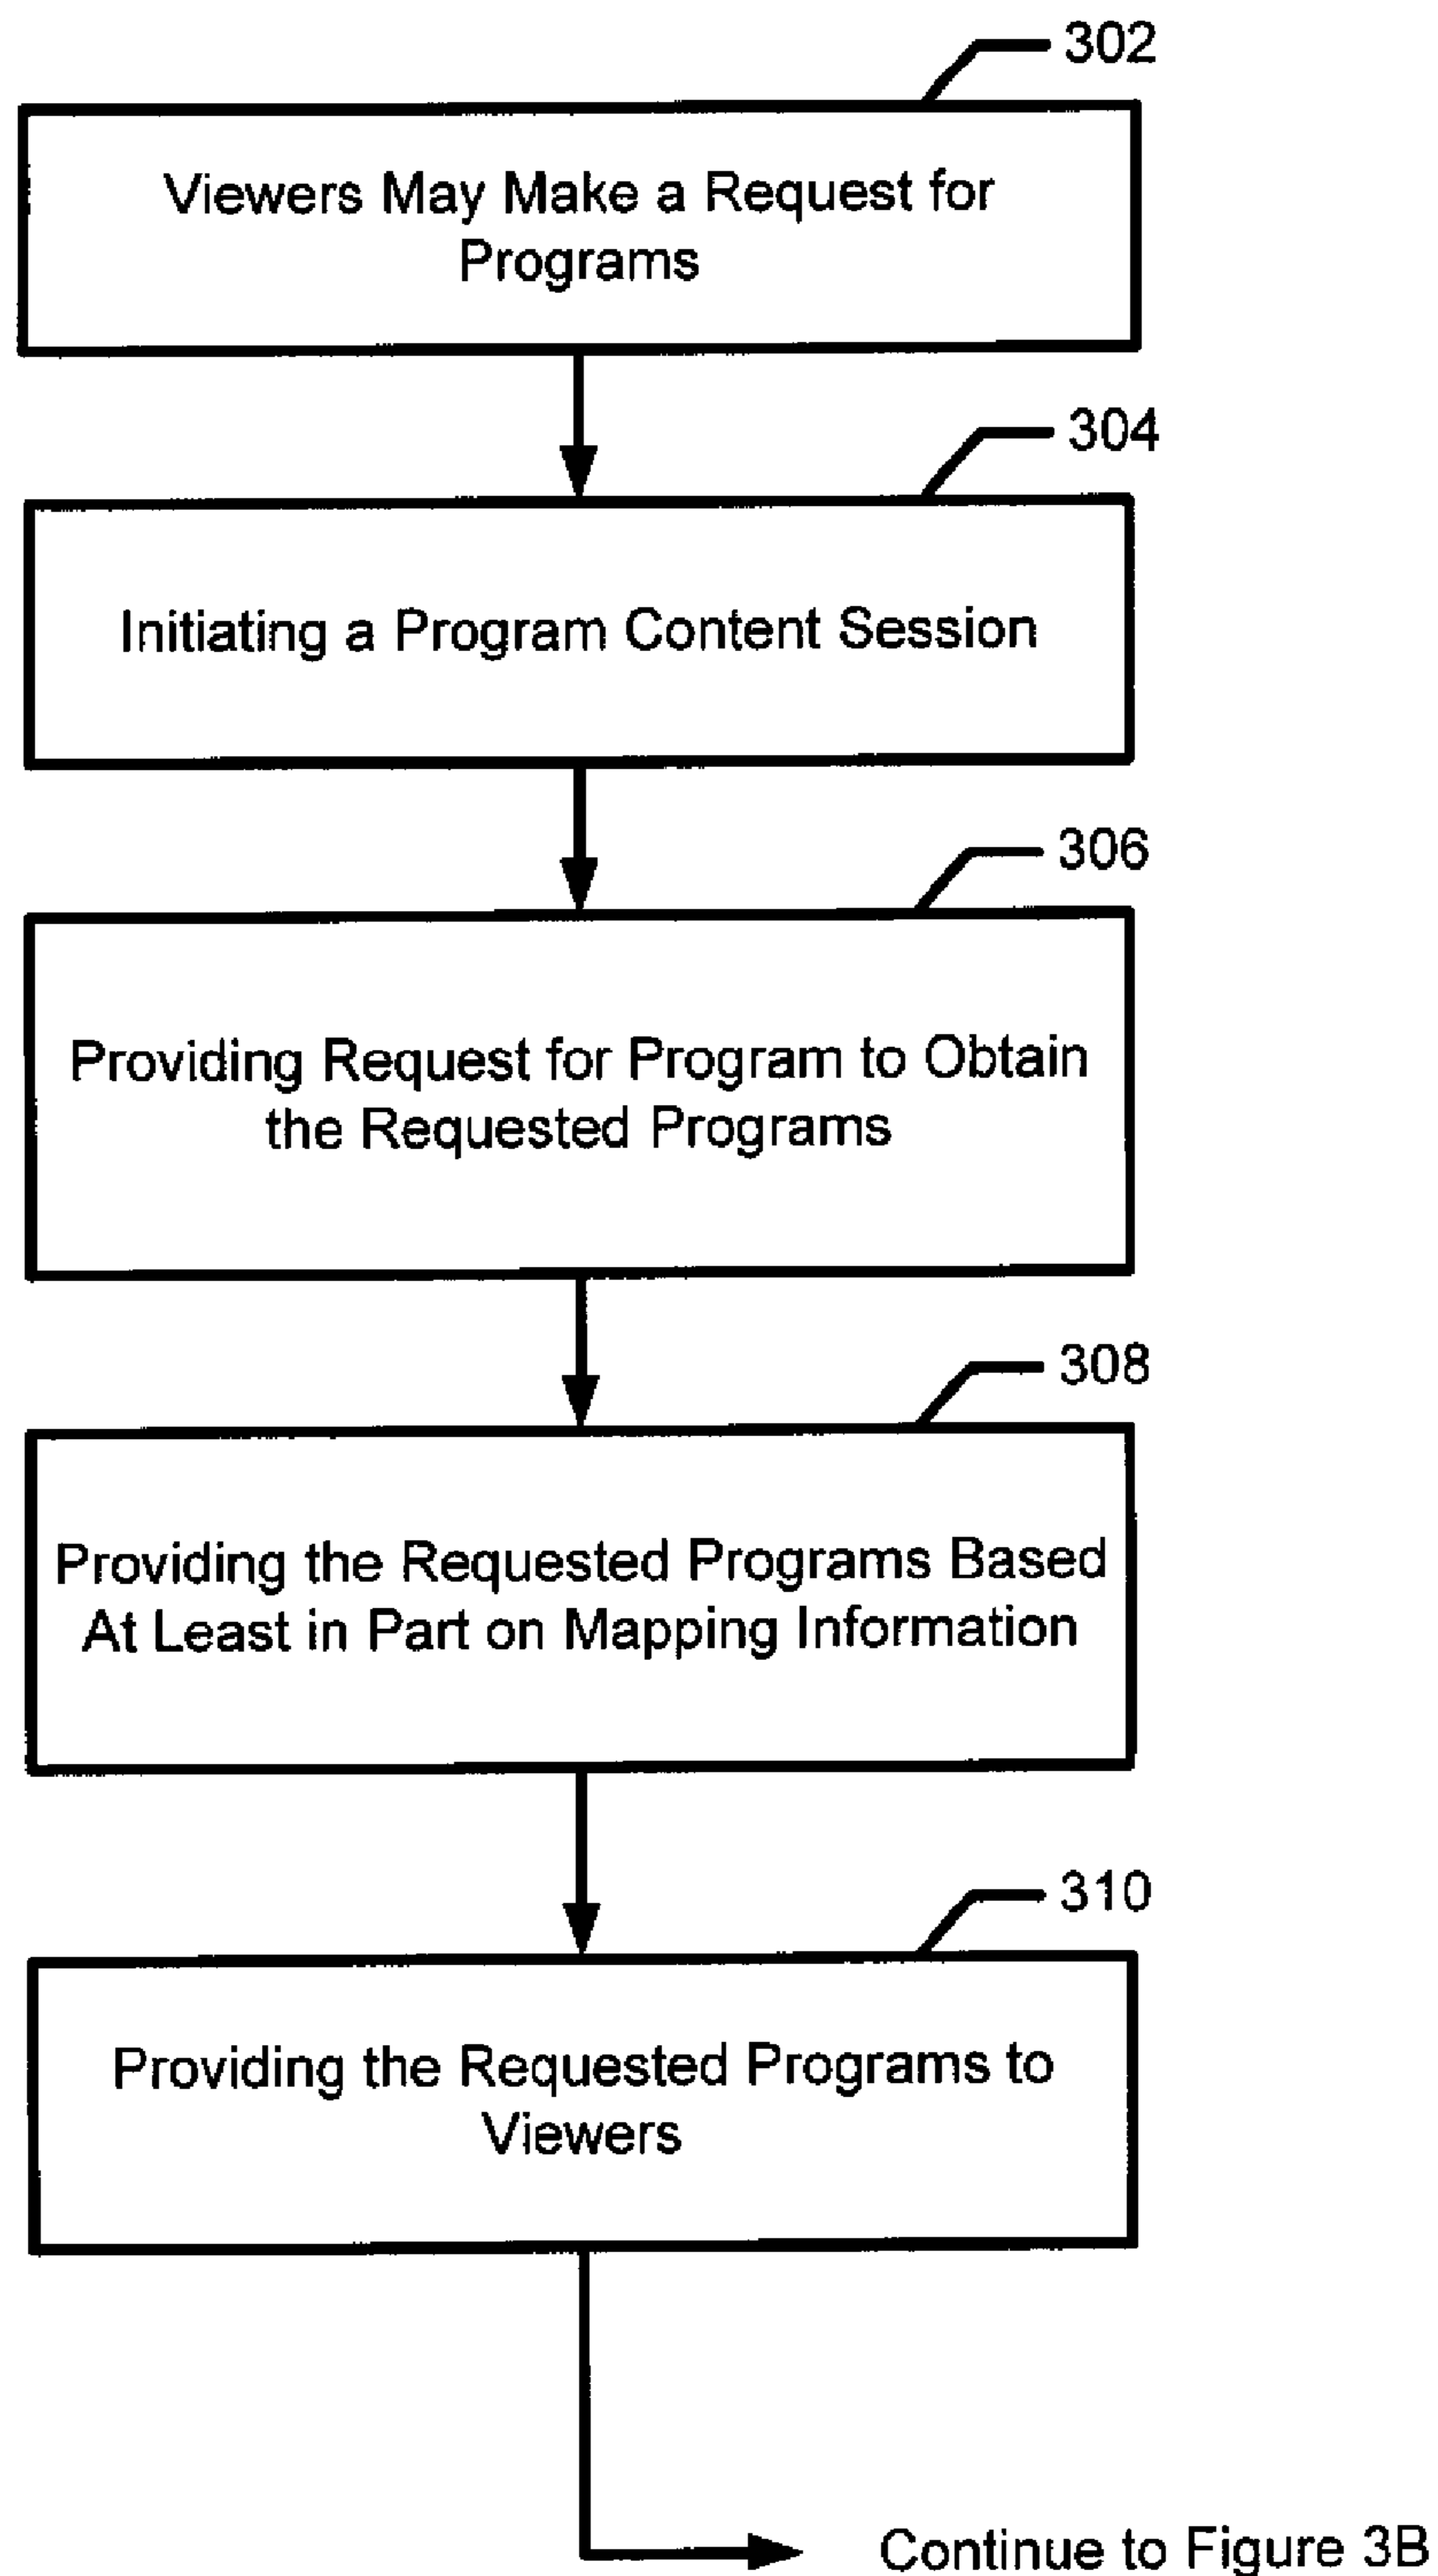 302
Viewers May Make a Request for
Programs
304
Initiating a Program Content Session
306
Providing Request for Program to Obtain
the Requested Programs
308
Providing the Requested Programs Based
At Least in Part on Mapping Information
310
Providing the Requested Programs to
Viewers
Continue to Figure 3B